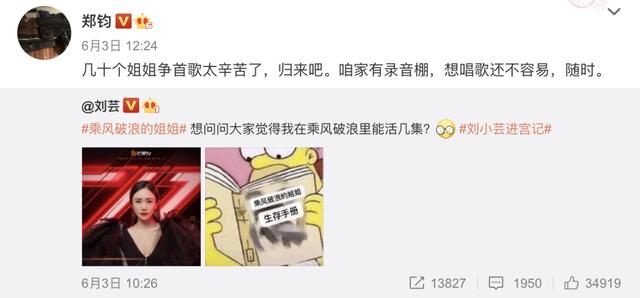 郑钧
6月3日 12:24
几十个姐姐争首歌太辛苦了，归来吧。咱家有录音棚，想唱歌还不容易，随时。
@刘芸
#乘风破浪的姐姐# 想问问大家觉得我在乘风破浪里能活几集？ #刘小芸进宫记#
芒果tv
乘风破浪的姐姐
生存手册
6月3日 10:26
13827
1950
34919